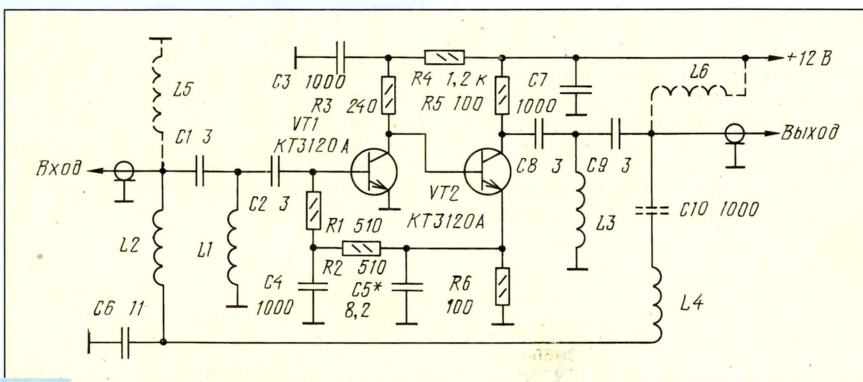 L5
C3 1000
R4 1,2 к
C7 1000
L6
+12 В
R3 240
R5 100
VT1
КТ3120А
C1 3
Вход
C2 3
C8 3
C9 3
Выход
VT2
КТ3120А
L2
L1
R1 510
R2 510
C4 1000
C5* 8,2
R6 100
L3
C10 1000
C6 11
L4